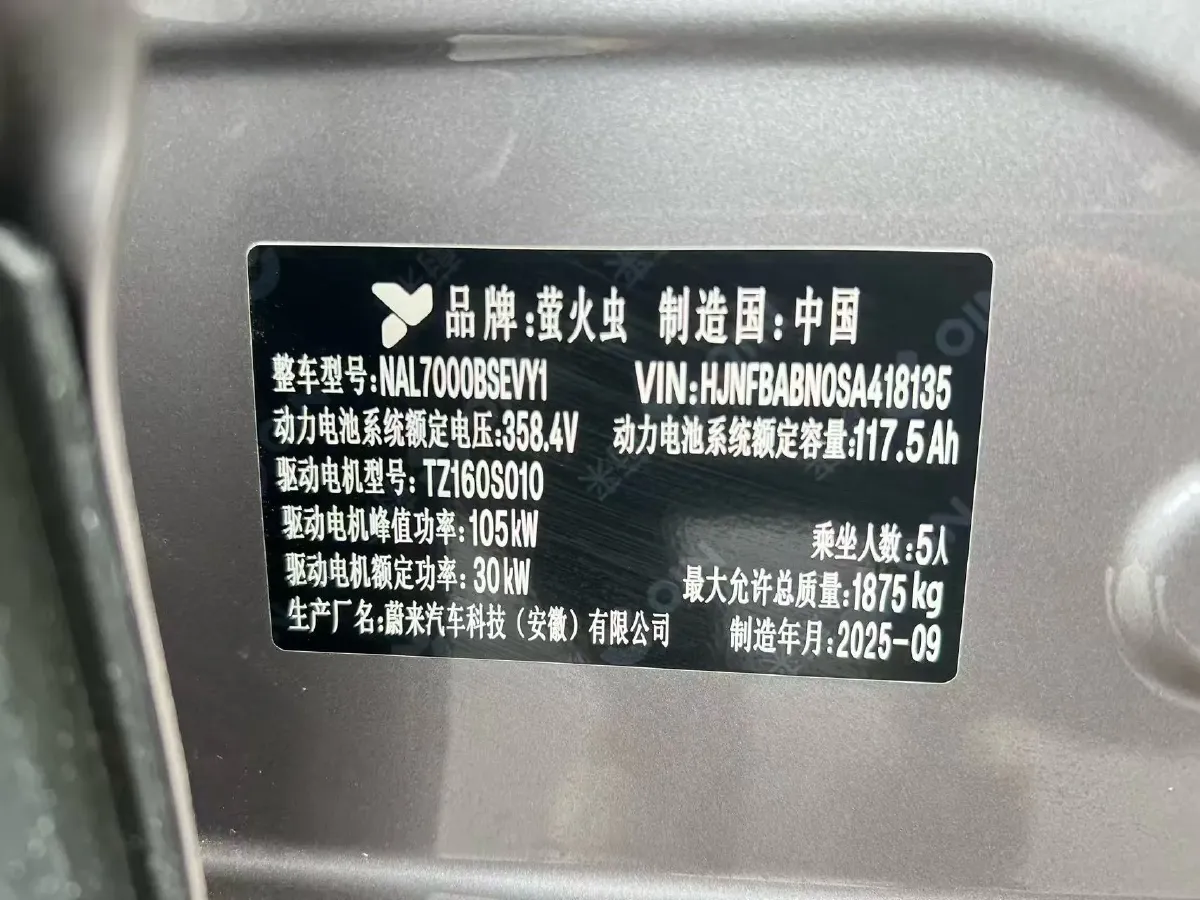 品牌:萤火虫 制造国:中国
整车型号:NAL7000BSEVY1 VIN:HJNFBABN0SA418135
动力电池系统额定电压:358.4V 动力电池系统额定容量:117.5Ah
驱动电机型号:TZ160S010
驱动电机峰值功率:105kW 乘坐人数:5人
驱动电机额定功率:30kW 最大允许总质量:1875kg
生产厂名:蔚来汽车科技(安徽)有限公司 制造年月:2025-09